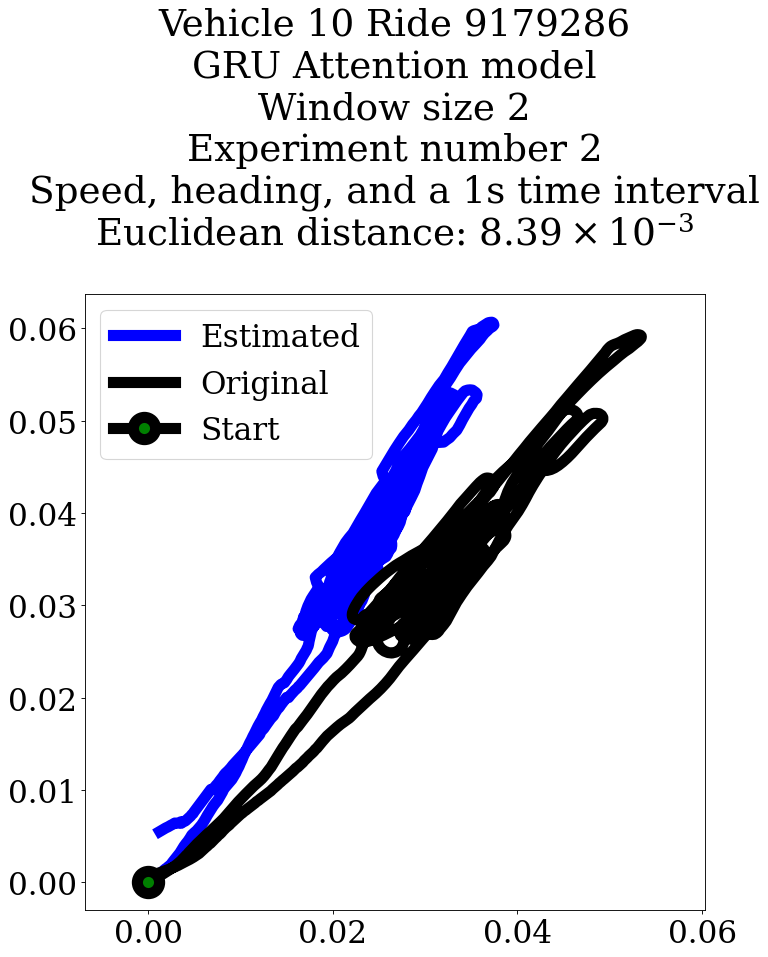 Vehicle 10 Ride 9179286
GRU Attention model
Window size 2
Experiment number 2
Speed, heading, and a 1s time interval
Euclidean distance: 8.39 × 10⁻³
Estimated
Original
Start
0.06
0.05
0.04
0.03
0.02
0.01
0.00
0.00 0.02 0.04 0.06